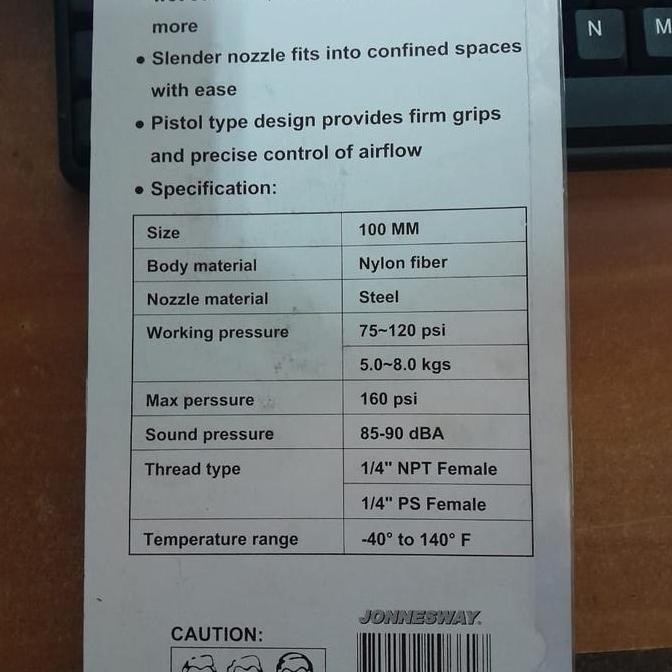 more
• Slender nozzle fits into confined spaces
with ease
• Pistol type design provides firm grips
and precise control of airflow
• Specification:
Size 100 MM
Body material Nylon fiber
Nozzle material Steel
Working pressure 75~120 psi
5.0~8.0 kgs
Max perssure 160 psi
Sound pressure 85-90 dBA
Thread type 1/4" NPT Female
1/4" PS Female
Temperature range -40° to 140° F
JONNESWAY.
CAUTION:
N
M